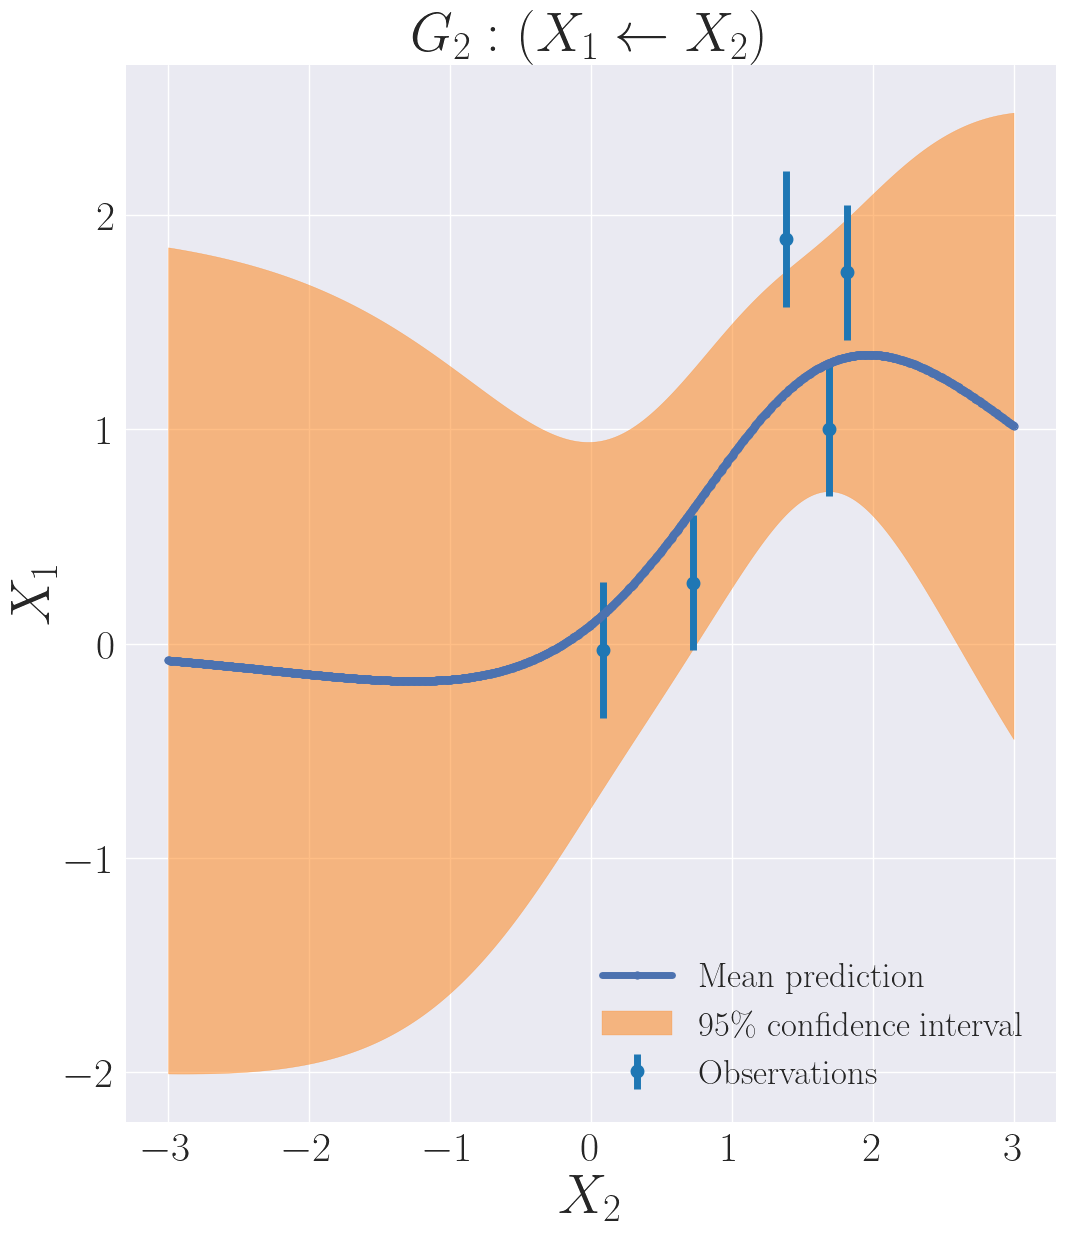 G₂ : (X₁ ← X₂)
X₁
2
1
0
−1
−2
Mean prediction
95% confidence interval
Observations
−3 −2 −1 0 1 2 3
X₂